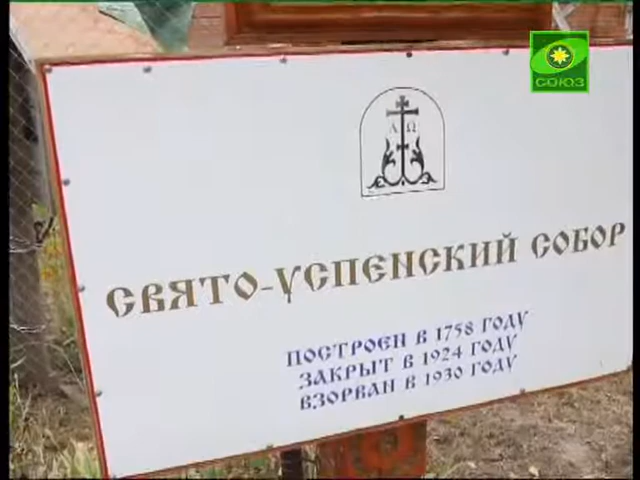 СОЮЗ
Α Ω
СВЯТО-УСПЕНСКИЙ СОБОР
ПОСТРОЕН В 1758 ГОДУ
ЗАКРЫТ В 1924 ГОДУ
ВЗОРВАН В 1930 ГОДУ